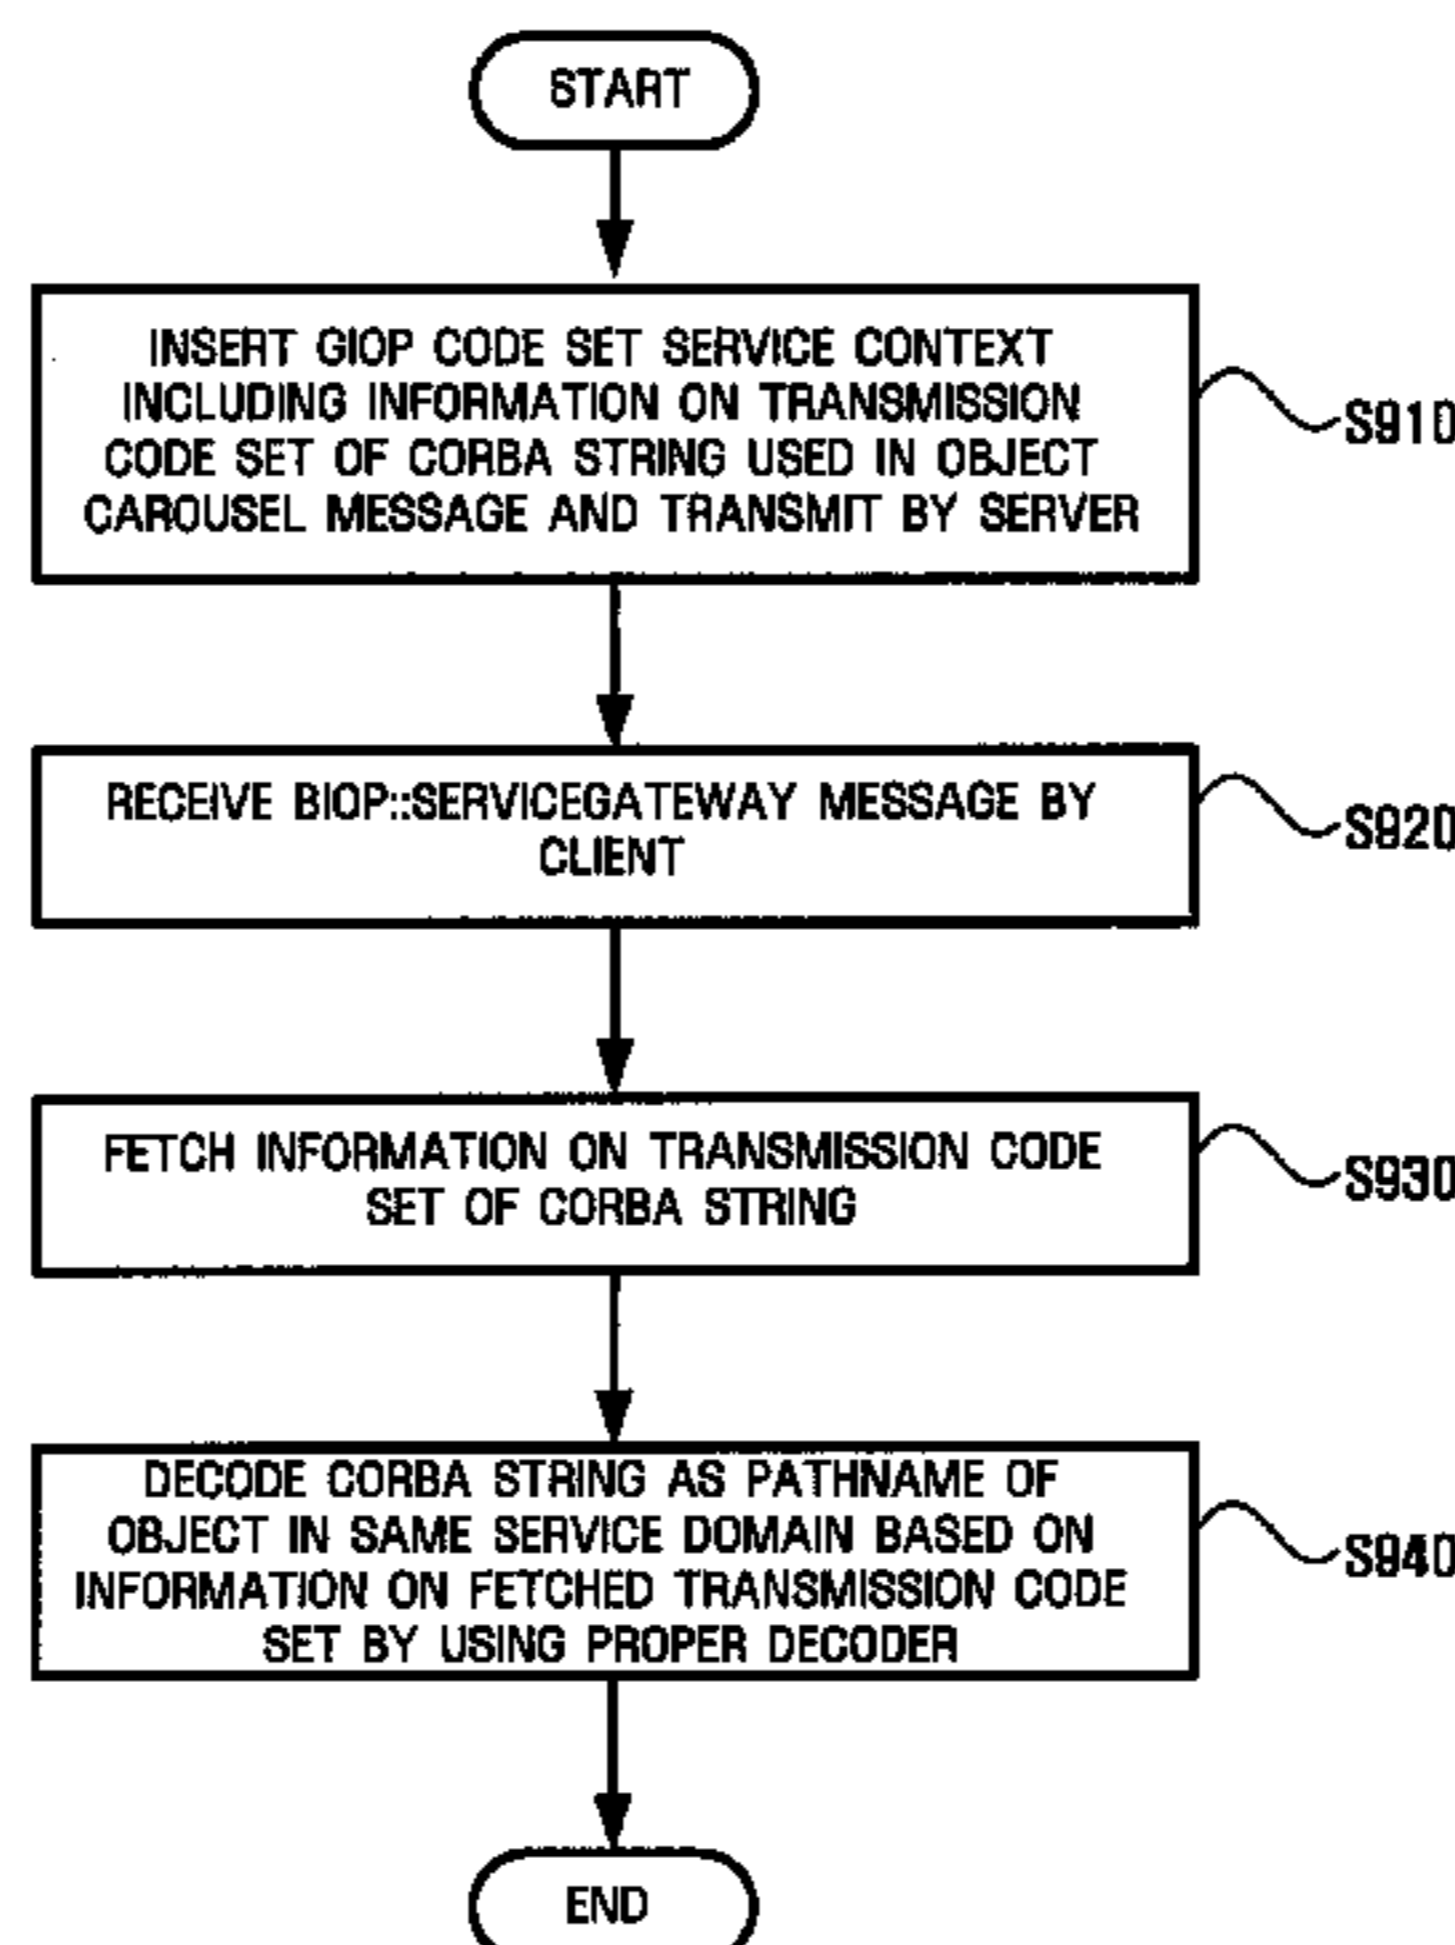 START
INSERT GIOP CODE SET SERVICE CONTEXT
INCLUDING INFORMATION ON TRANSMISSION
CODE SET OF CORBA STRING USED IN OBJECT
CAROUSEL MESSAGE AND TRANSMIT BY SERVER
S910
RECEIVE BIOP::SERVICEGATEWAY MESSAGE BY
CLIENT
S920
FETCH INFORMATION ON TRANSMISSION CODE
SET OF CORBA STRING
S930
DECODE CORBA STRING AS PATHNAME OF
OBJECT IN SAME SERVICE DOMAIN BASED ON
INFORMATION ON FETCHED TRANSMISSION CODE
SET BY USING PROPER DECODER
S940
END